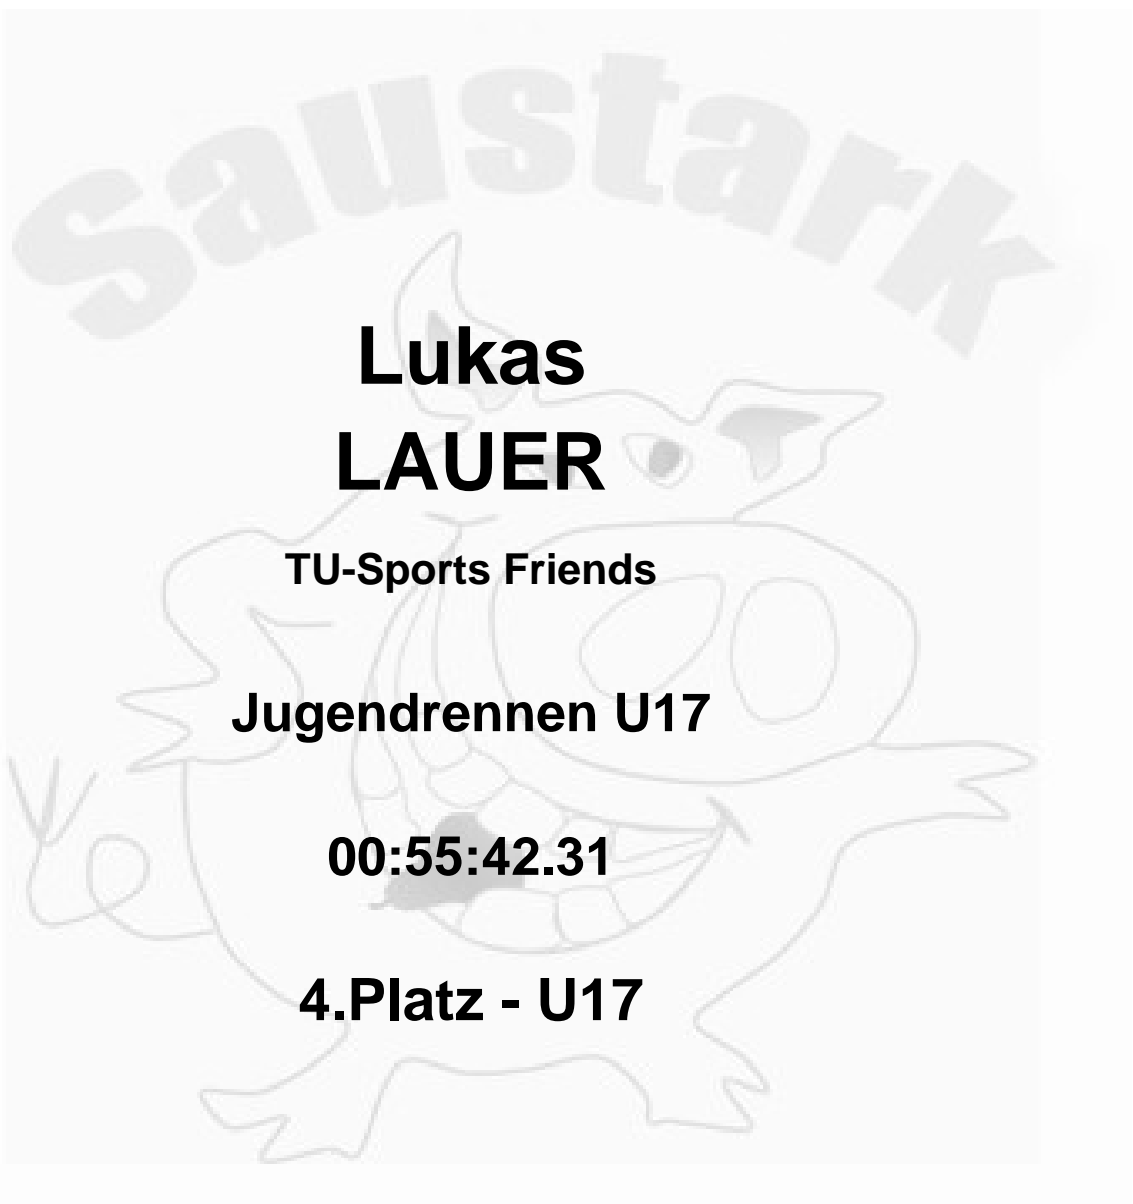 Saustark
Lukas
LAUER
TU-Sports Friends
Jugendrennen U17
00:55:42.31
4.Platz - U17